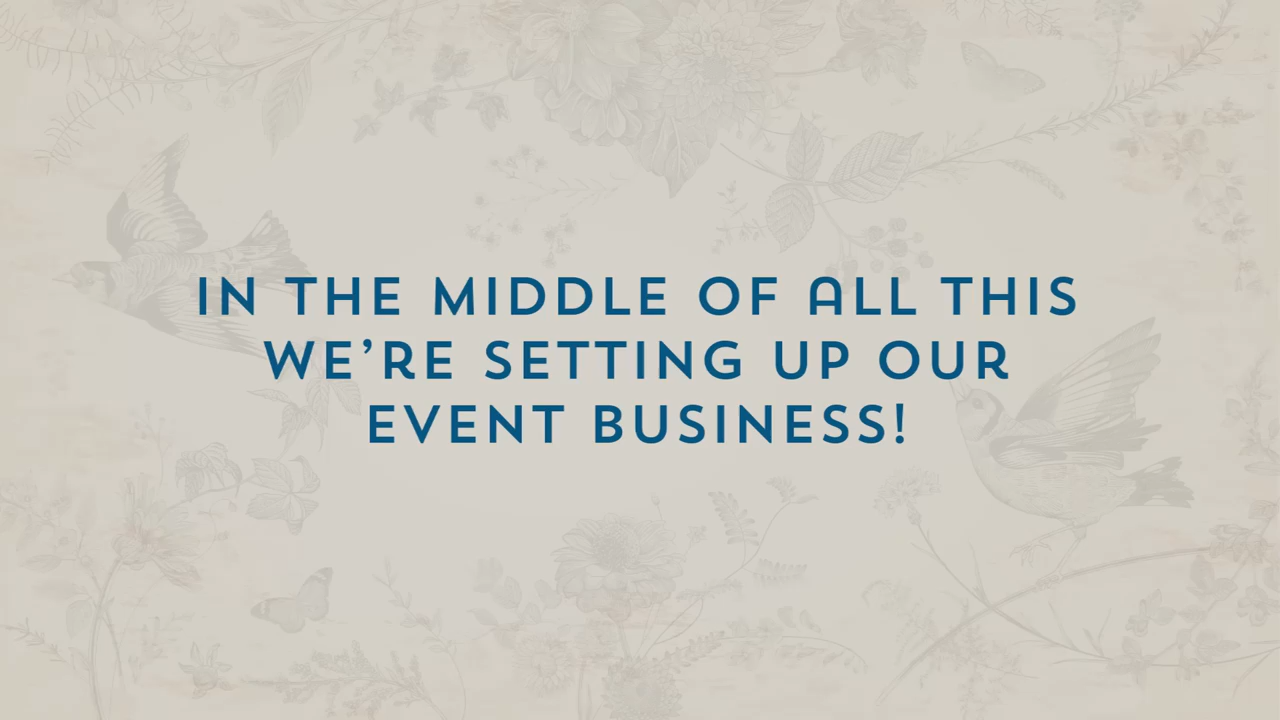 IN THE MIDDLE OF ALL THIS
WE’RE SETTING UP OUR
EVENT BUSINESS!